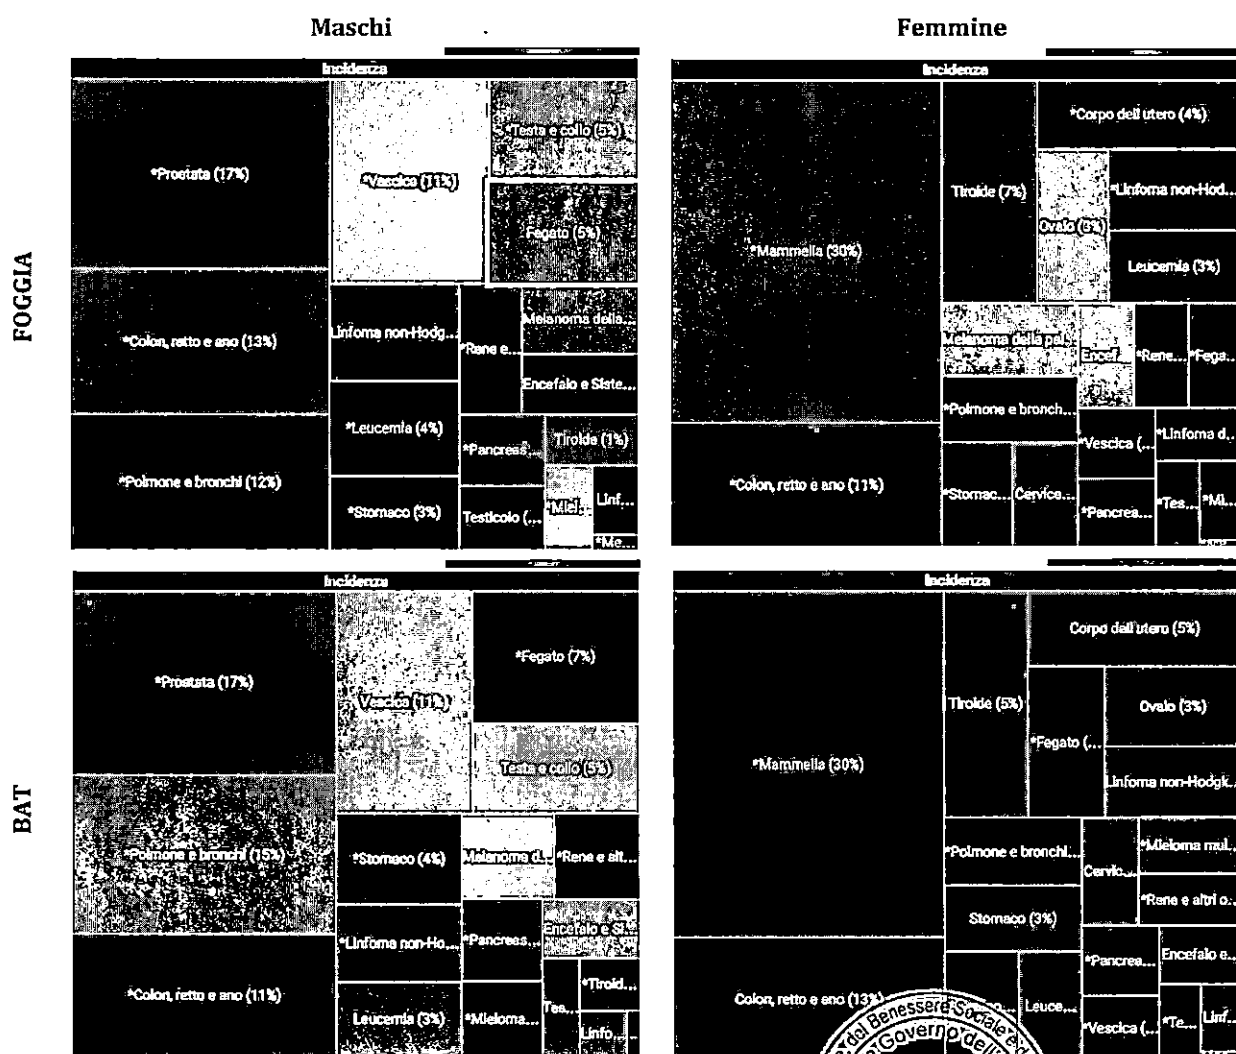 Maschi
Femmine
FOGGIA
Incidenza
*Prostata (17%)
*Vescica (11%)
*Testa e collo (5%)
Fegato (5%)
*Colon, retto e ano (13%)
Linfoma non-Hodg...
*Rene e...
Melanoma della...
Encefalo e Siste...
*Leucemia (4%)
*Pancreas...
Tiroide (1%)
*Polmone e bronchi (12%)
*Stomaco (3%)
Testicolo (...
*Miel...
Linf...
*Me...
Incidenza
*Mammella (30%)
Tiroide (7%)
*Corpo dell utero (4%)
Ovaio (3%)
*Linfoma non-Hod...
Leucemia (3%)
Melanoma della pel...
Encef...
*Rene...
*Fega...
*Polmone e bronch...
*Vescica (...
*Linfoma d...
*Colon, retto e ano (11%)
*Stomac...
Cervice...
*Pancrea...
*Tes...
*Mi...
BAT
Incidenza
*Prostata (17%)
Vescica (11%)
*Fegato (7%)
Testa e collo (5%)
*Polmone e bronchi (15%)
*Stomaco (4%)
Melanoma d...
*Rene e alt...
*Linfoma non-Ho...
*Pancreas...
Encefalo e Si...
*Colon, retto e ano (11%)
Leucemia (3%)
*Mieloma...
Tes...
*Tiroid...
Linfo...
Incidenza
*Mammella (30%)
Tiroide (5%)
Corpo dell utero (5%)
*Fegato (...
Ovaio (3%)
Linfoma non-Hodgk...
*Polmone e bronchi...
Cervic...
*Mieloma mul...
Stomaco (3%)
*Rene e altri o...
*Pancrea...
Encefalo e...
Colon, retto e ano (13%)
Leuce...
*Vescica (...
*Te...
Linf...
del Benessere Sociale e d
Governo de